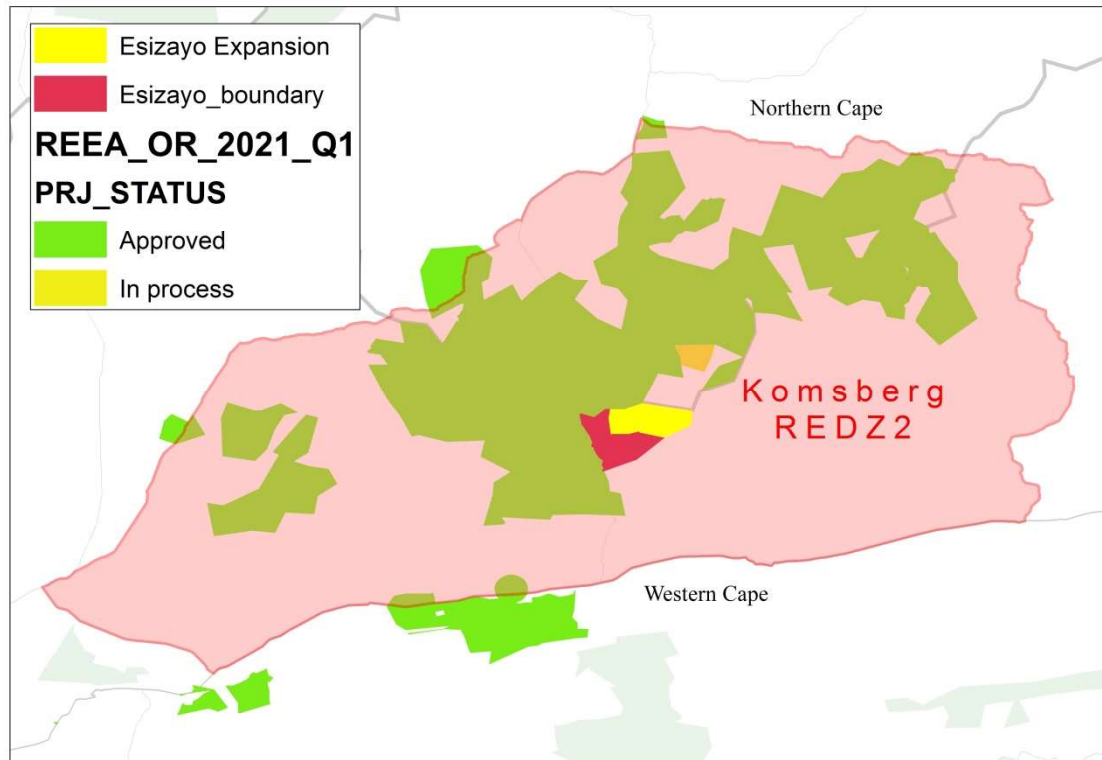 Esizayo Expansion
Esizayo_boundary
REEA_OR_2021_Q1
PRJ_STATUS
Approved
In process
Northern Cape
Komsberg
REDZ2
Western Cape